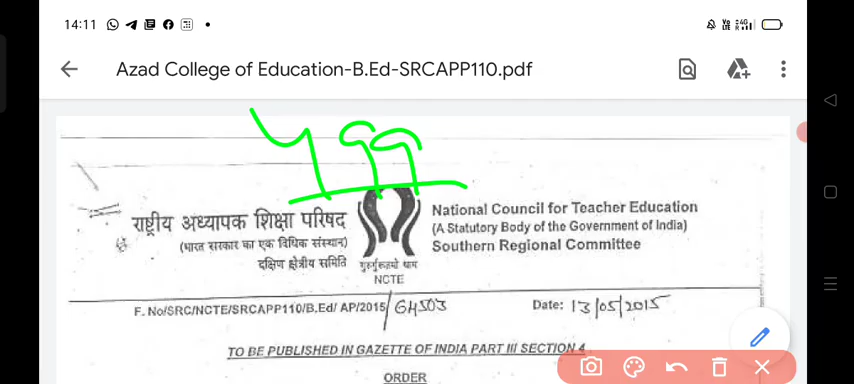 14:11
Azad College of Education-B.Ed-SRCAPP110.pdf
राष्ट्रीय अध्यापक शिक्षा परिषद
(भारत सरकार का एक विधिक संस्थान)
दक्षिण क्षेत्रीय समिति
गुरुर्गुरुतमो धाम
NCTE
National Council for Teacher Education
(A Statutory Body of the Government of India)
Southern Regional Committee
F. No/SRC/NCTE/SRCAPP110/B.Ed/ AP/2015/64503
Date: 13/05/2015
TO BE PUBLISHED IN GAZETTE OF INDIA PART III SECTION 4
ORDER